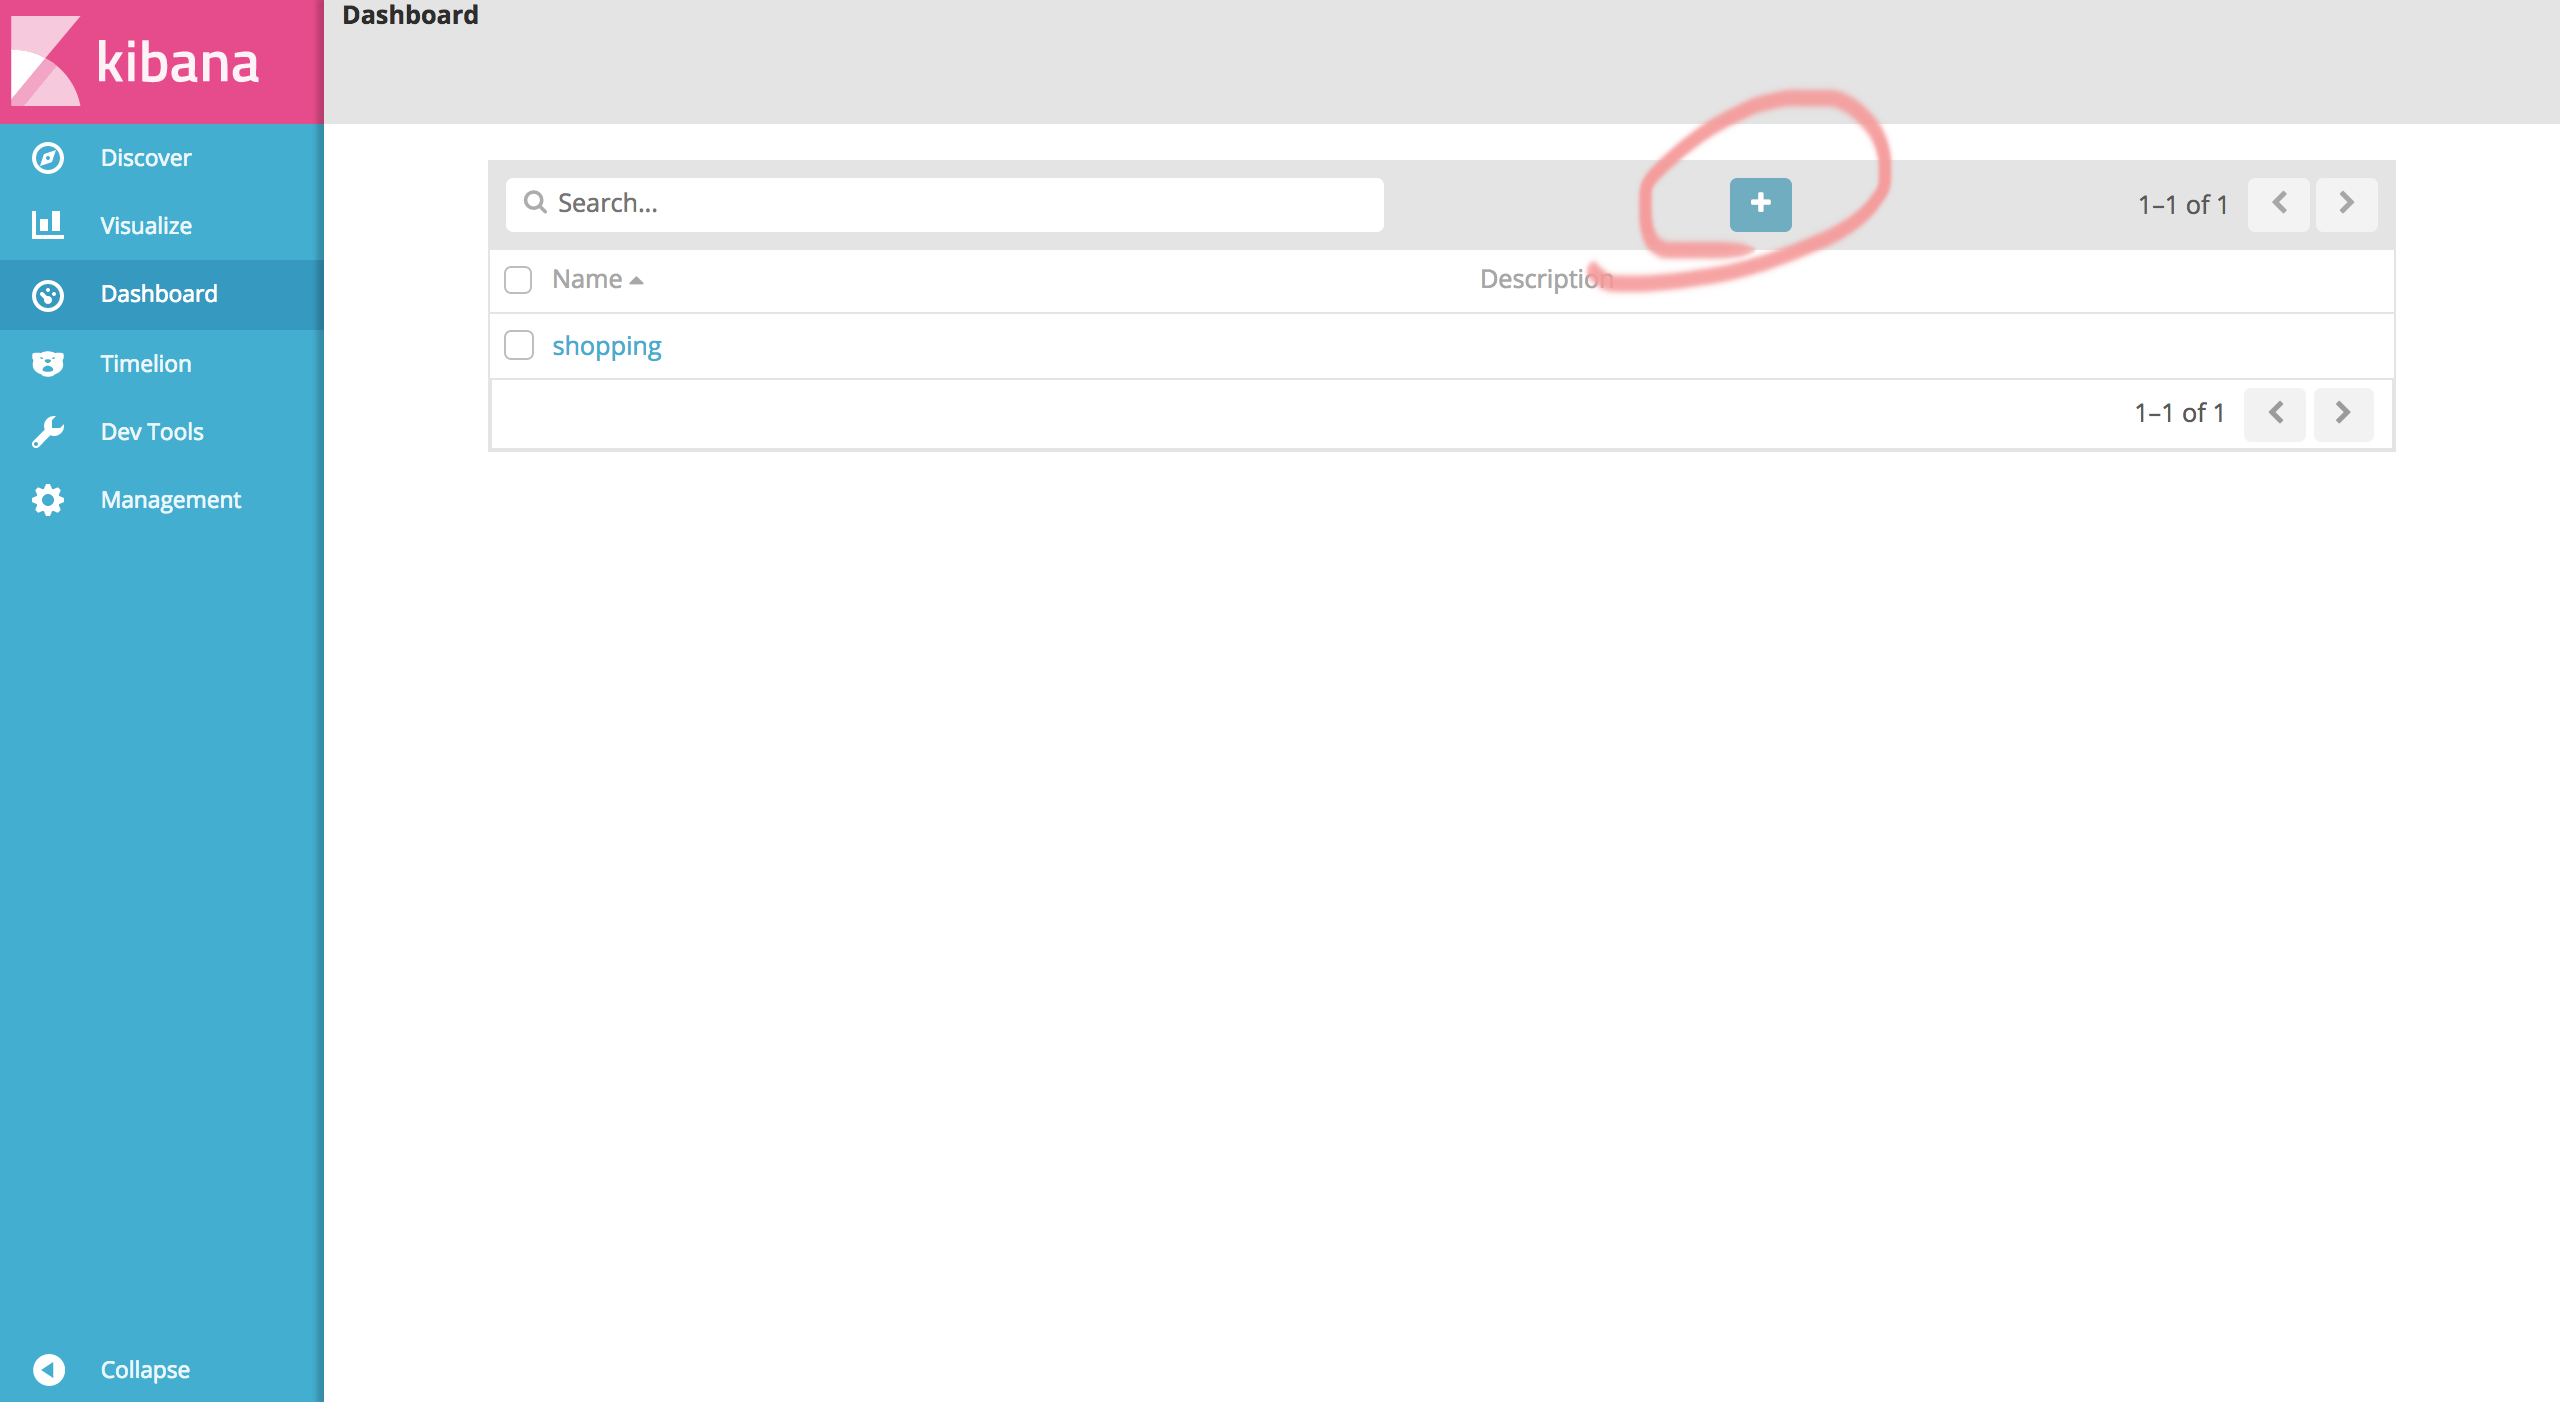 Dashboard
kibana
Discover
Visualize
Dashboard
Timelion
Dev Tools
Management
Collapse
Search...
1–1 of 1
Name
Description
shopping
1–1 of 1